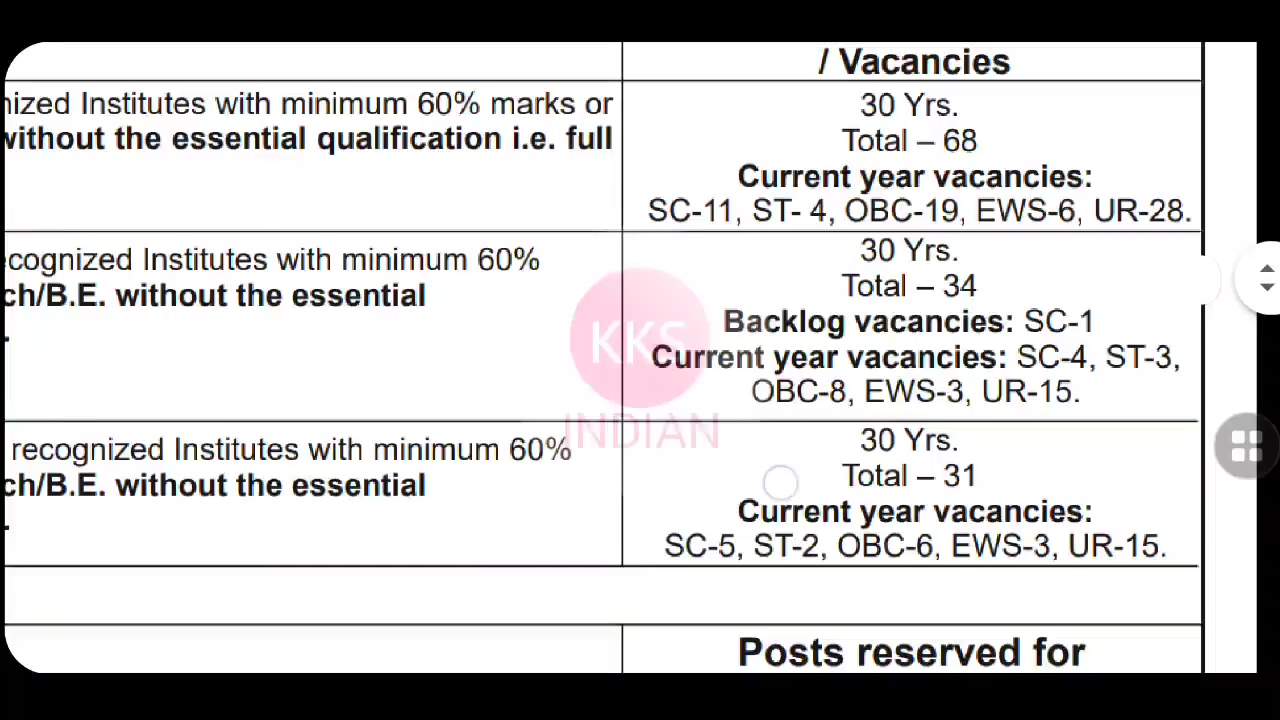 / Vacancies
nized Institutes with minimum 60% marks or
without the essential qualification i.e. full
30 Yrs.
Total – 68
Current year vacancies:
SC-11, ST- 4, OBC-19, EWS-6, UR-28.
ecognized Institutes with minimum 60%
ch/B.E. without the essential
.
30 Yrs.
Total – 34
Backlog vacancies: SC-1
Current year vacancies: SC-4, ST-3,
OBC-8, EWS-3, UR-15.
KKS
INDIAN
recognized Institutes with minimum 60%
ch/B.E. without the essential
.
30 Yrs.
Total – 31
Current year vacancies:
SC-5, ST-2, OBC-6, EWS-3, UR-15.
Posts reserved for